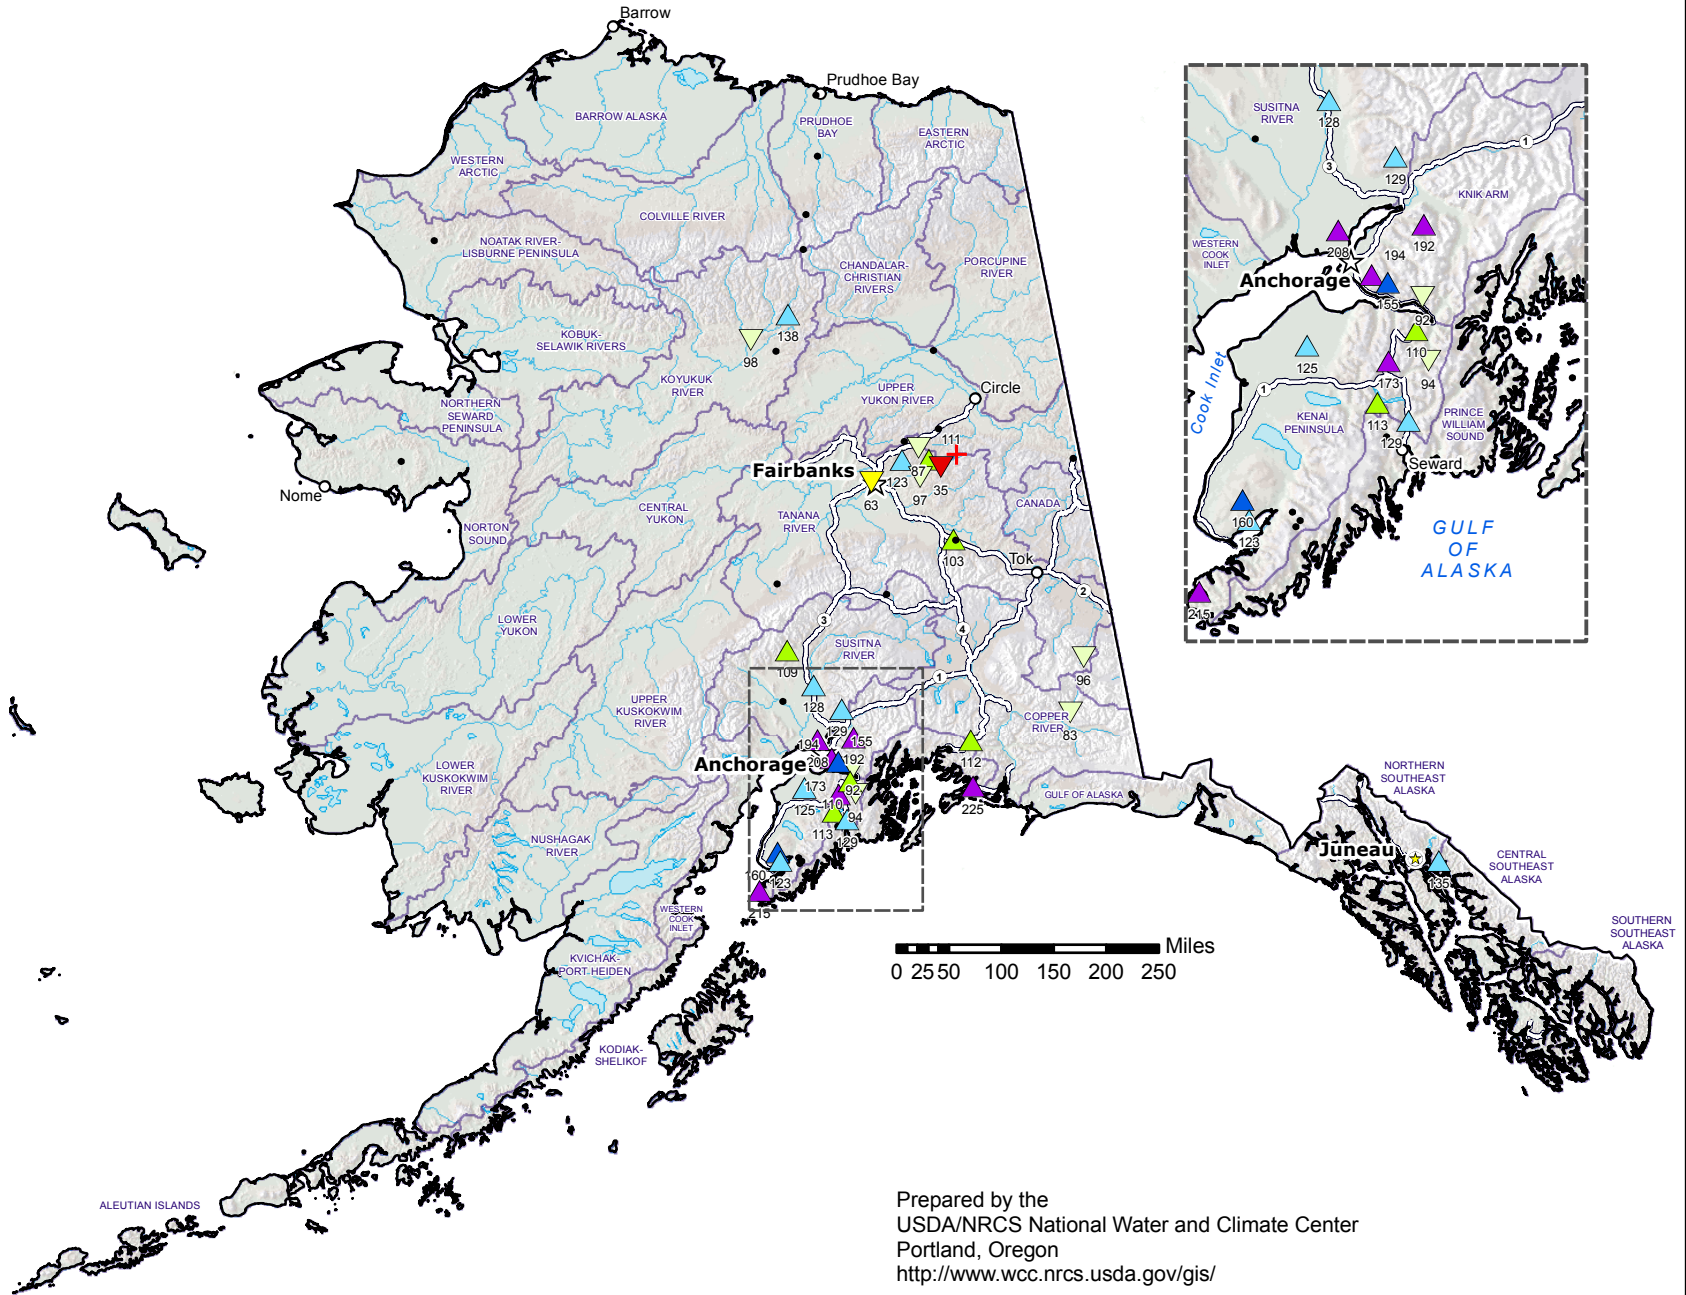 Barrow
Prudhoe Bay
BARROW ALASKA
PRUDHOE
BAY
EASTERN
ARCTIC
WESTERN
ARCTIC
COLVILLE RIVER
NOATAK RIVER-
LISBURNE PENINSULA
CHANDALAR-
CHRISTIAN
RIVERS
PORCUPINE
RIVER
KOBUK-
SELAWIK RIVERS
138
98
KOYUKUK
RIVER
UPPER
YUKON RIVER
Circle
NORTHERN
SEWARD
PENINSULA
111
Fairbanks
87
123
97
35
63
Nome
CENTRAL
YUKON
TANANA
RIVER
CANADA
NORTON
SOUND
103
Tok
2
3
4
LOWER
YUKON
SUSITNA
RIVER
109
96
1
128
UPPER
KUSKOKWIM
RIVER
COPPER
RIVER
83
129
194
155
Anchorage
208
192
112
LOWER
KUSKOKWIM
RIVER
173
92
125
110
94
113
129
225
GULF OF ALASKA
NUSHAGAK
RIVER
160
123
215
WESTERN
COOK
INLET
KVICHAK-
PORT HEIDEN
KODIAK-
SHELIKOF
ALEUTIAN ISLANDS
NORTHERN
SOUTHEAST
ALASKA
Juneau
135
CENTRAL
SOUTHEAST
ALASKA
SOUTHERN
SOUTHEAST
ALASKA
Miles
0 25 50 100 150 200 250
SUSITNA
RIVER
128
1
3
129
KNIK ARM
WESTERN
COOK
INLET
208
194
192
Anchorage
155
92
110
125
173
94
Cook Inlet
1
KENAI
PENINSULA
113
129
PRINCE
WILLIAM
SOUND
Seward
160
123
GULF
OF
ALASKA
215
Prepared by the
USDA/NRCS National Water and Climate Center
Portland, Oregon
http://www.wcc.nrcs.usda.gov/gis/